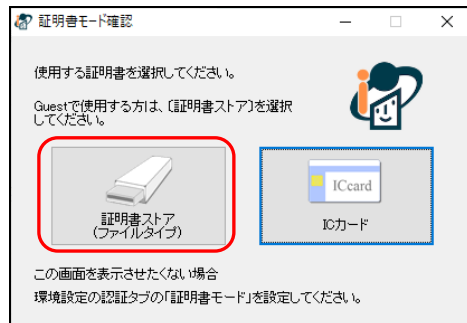 証明書モード確認
使用する証明書を選択してください。
Guestで使用する方は、〔証明書ストア〕を選択
してください。
ICcard
証明書ストア
(ファイルタイプ)
ICカード
この画面を表示させたくない場合
環境設定の認証タブの「証明書モード」を設定してください。